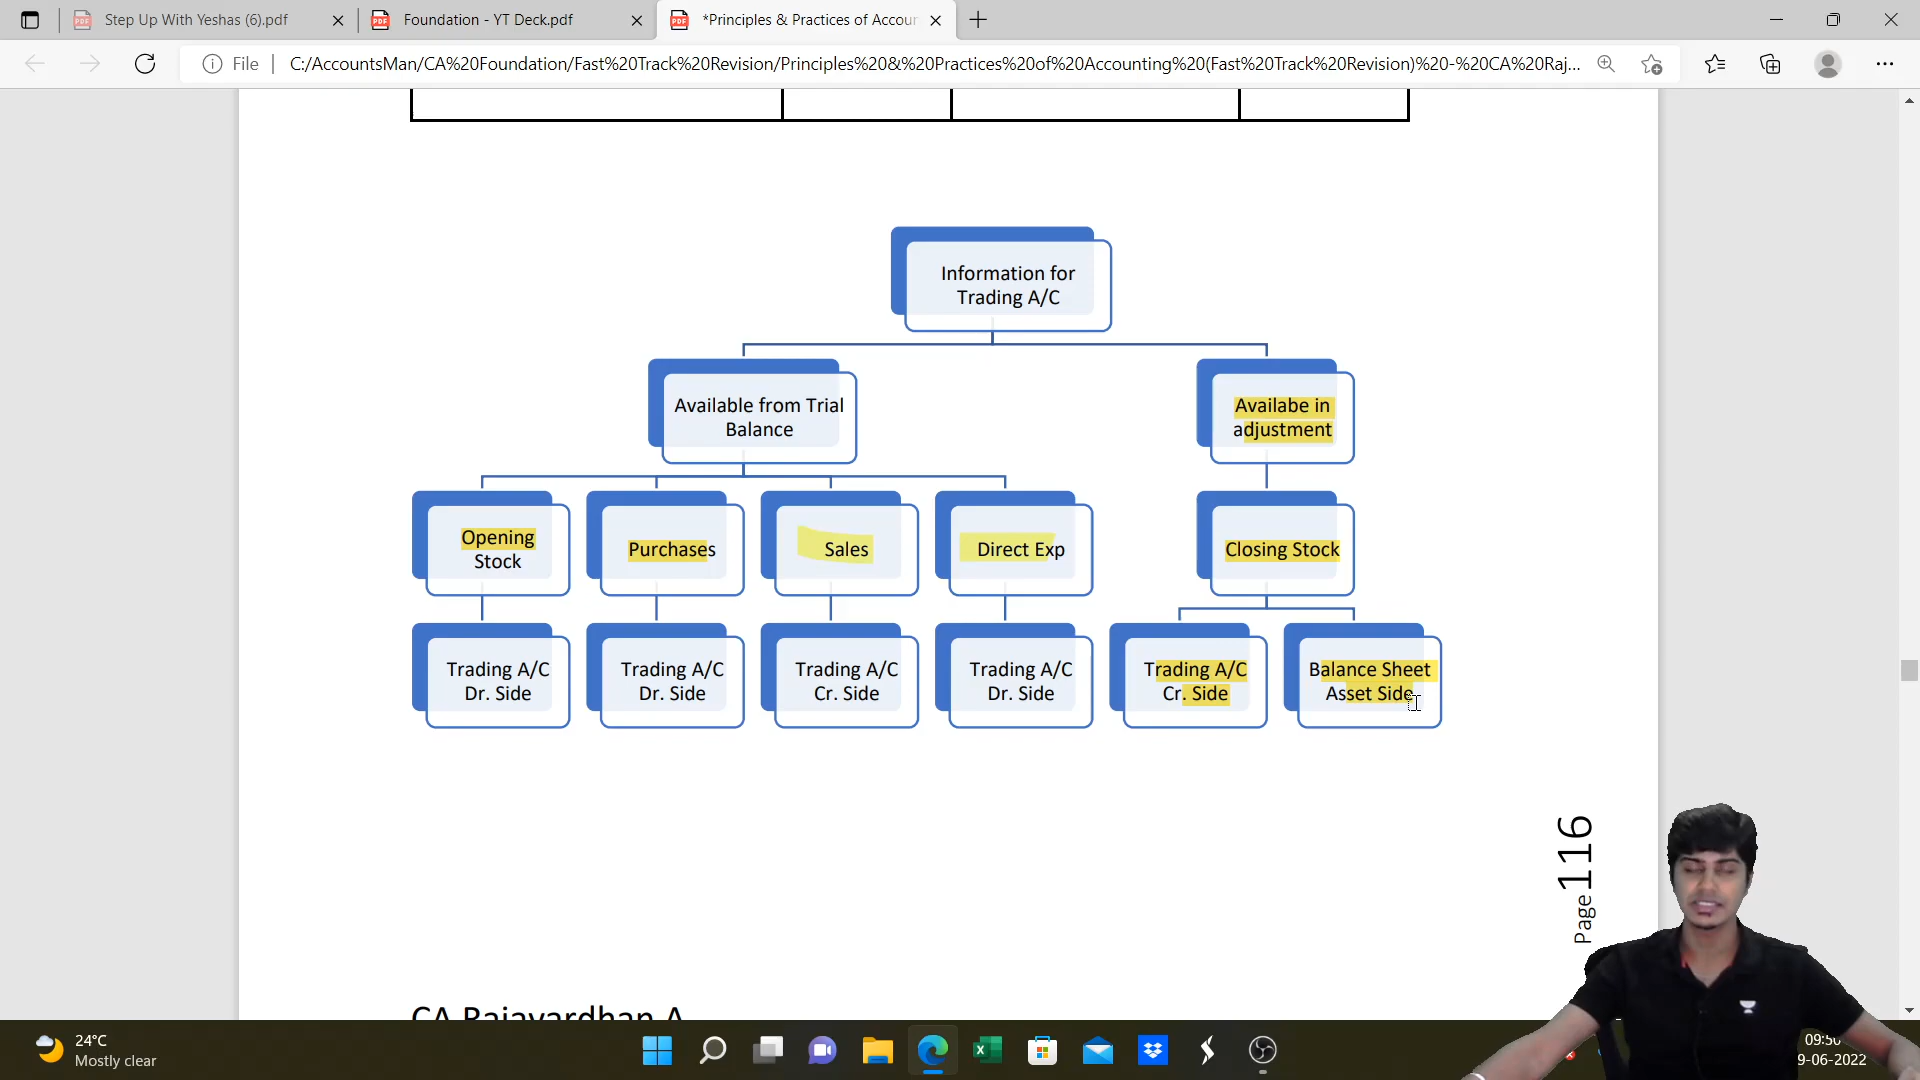 Step Up With Yeshas (6).pdf
Foundation - YT Deck.pdf
*Principles & Practices of Accour
File
C:/AccountsMan/CA%20Foundation/Fast%20Track%20Revision/Principles%20&%20Practices%20of%20Accounting%20(Fast%20Track%20Revision)%20-%20CA%20Raj...
Information for
Trading A/C
Available from Trial
Balance
Availabe in
adjustment
Opening
Stock
Purchases
Sales
Direct Exp
Closing Stock
Trading A/C
Dr. Side
Trading A/C
Dr. Side
Trading A/C
Cr. Side
Trading A/C
Dr. Side
Trading A/C
Cr. Side
Balance Sheet
Asset Side
Page 116
CA Rajavardhan A
24°C
Mostly clear
09:50
9-06-2022